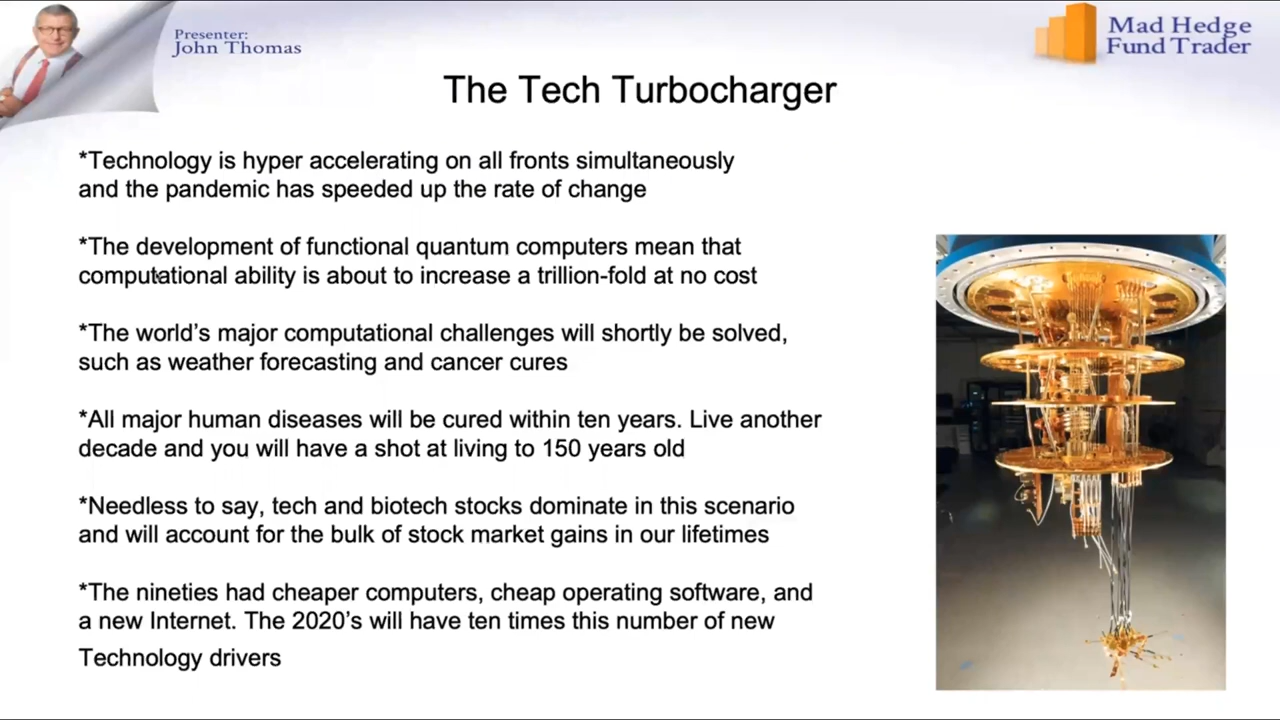 Presenter:
John Thomas
Mad Hedge
Fund Trader
The Tech Turbocharger
*Technology is hyper accelerating on all fronts simultaneously
and the pandemic has speeded up the rate of change
*The development of functional quantum computers mean that
computational ability is about to increase a trillion-fold at no cost
*The world's major computational challenges will shortly be solved,
such as weather forecasting and cancer cures
*All major human diseases will be cured within ten years. Live another
decade and you will have a shot at living to 150 years old
*Needless to say, tech and biotech stocks dominate in this scenario
and will account for the bulk of stock market gains in our lifetimes
*The nineties had cheaper computers, cheap operating software, and
a new Internet. The 2020's will have ten times this number of new
Technology drivers